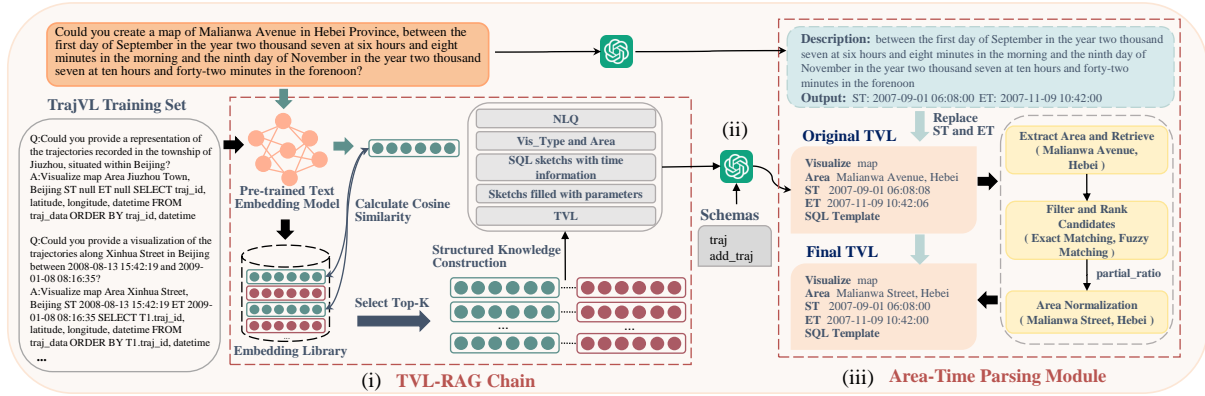 Could you create a map of Malianwa Avenue in Hebei Province, between the
first day of September in the year two thousand seven at six hours and eight
minutes in the morning and the ninth day of November in the year two thousand
seven at ten hours and forty-two minutes in the forenoon?
TrajVL Training Set
Q:Could you provide a representation of
the trajectories recorded in the township of
Jiuzhou, situated within Beijing?
A:Visualize map Area Jiuzhou Town,
Beijing ST null ET null SELECT traj_id,
latitude, longitude, datetime FROM
traj_data ORDER BY traj_id, datetime
Q:Could you provide a visualization of the
trajectories along Xinhua Street in Beijing
between 2008-08-13 15:42:19 and 2009-
01-08 08:16:35?
A:Visualize map Area Xinhua Street,
Beijing ST 2008-08-13 15:42:19 ET 2009-
01-08 08:16:35 SELECT T1.traj_id,
latitude, longitude, datetime FROM
traj_data ORDER BY T1.traj_id, datetime
...
Pre-trained Text
Embedding Model
Calculate Cosine
Similarity
...
Embedding Library
Select Top-K
NLQ
Vis_Type and Area
SQL sketchs with time
information
Sketchs filled with parameters
TVL
Structured Knowledge
Construction
...
...
(i) TVL-RAG Chain
(ii)
Schemas
traj
add_traj
Description: between the first day of September in the year two thousand
seven at six hours and eight minutes in the morning and the ninth day of
November in the year two thousand seven at ten hours and forty-two
minutes in the forenoon
Output: ST: 2007-09-01 06:08:00 ET: 2007-11-09 10:42:00
Replace
ST and ET
Original TVL
Visualize map
Area Malianwa Avenue, Hebei
ST 2007-09-01 06:08:08
ET 2007-11-09 10:42:06
SQL Template
Final TVL
Visualize map
Area Malianwa Street, Hebei
ST 2007-09-01 06:08:00
ET 2007-11-09 10:42:00
SQL Template
Extract Area and Retrieve
( Malianwa Avenue,
Hebei )
Filter and Rank
Candidates
( Exact Matching, Fuzzy
Matching )
partial_ratio
Area Normalization
( Malianwa Street, Hebei )
(iii) Area-Time Parsing Module